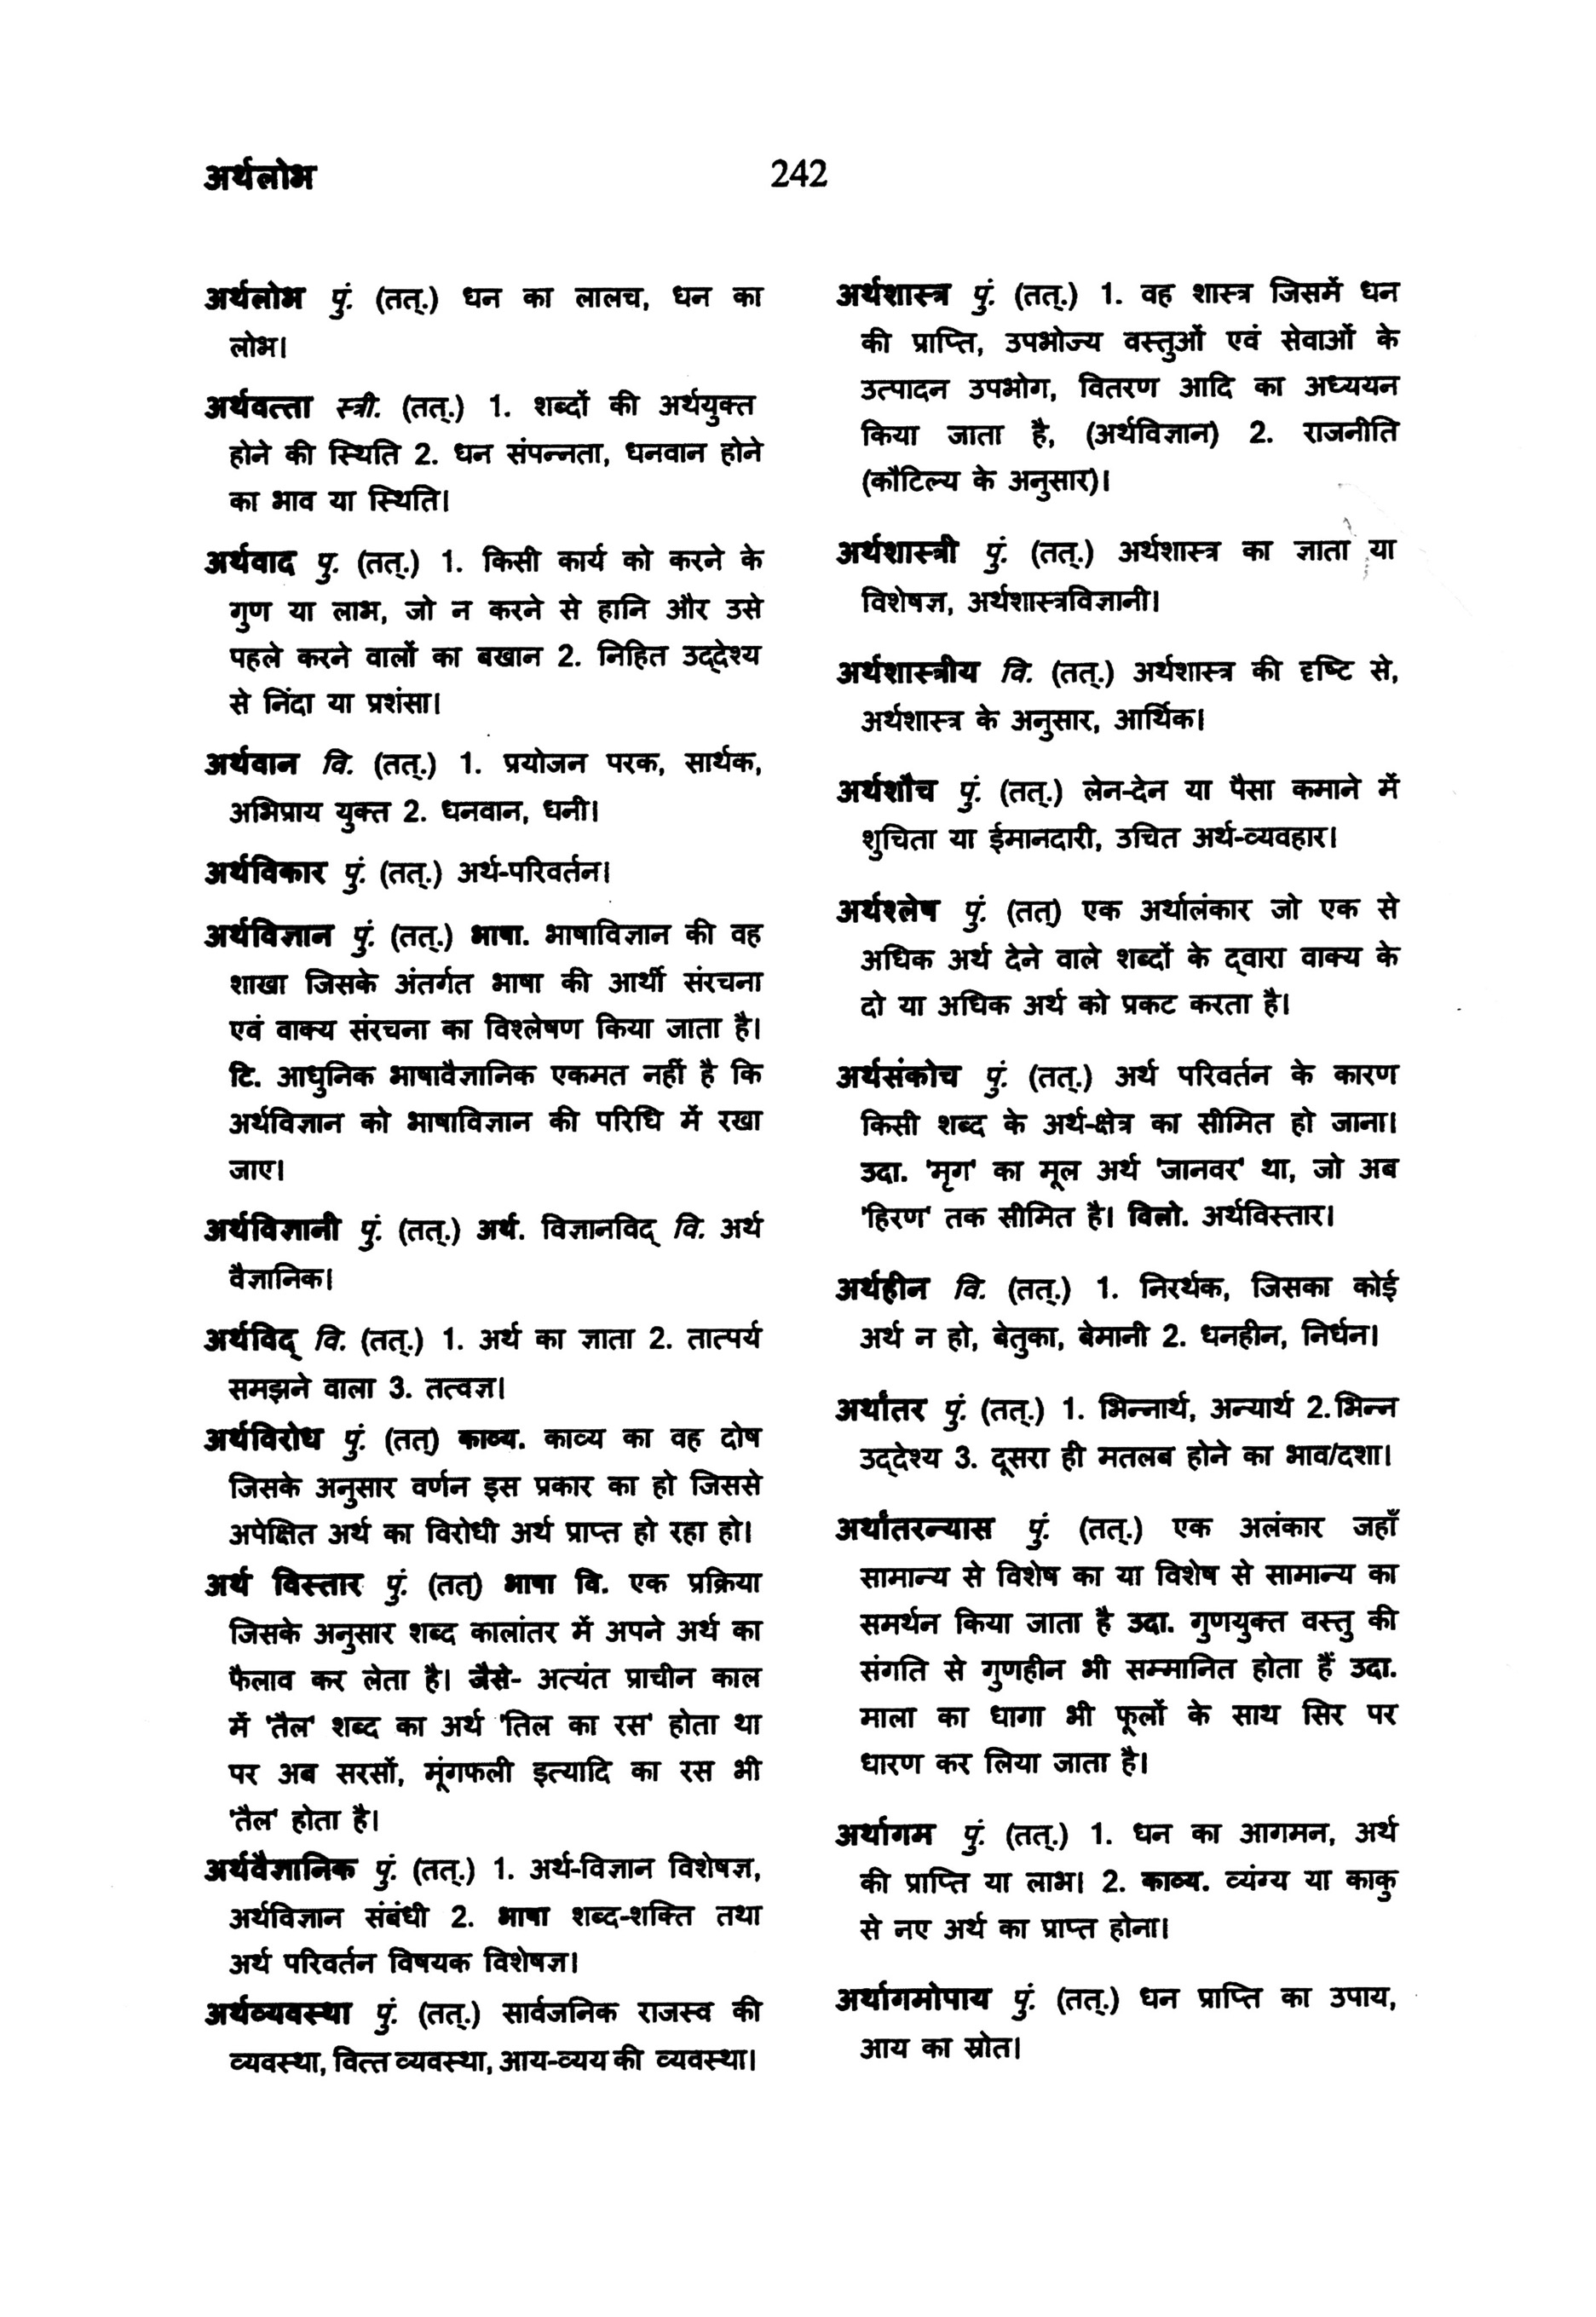 अर्थलोभ
242
अर्थलोभ पुं. (तत्.) धन का लालच, धन का
लोभ।
अर्थवत्ता स्त्री. (तत्.) 1. शब्दों की अर्थयुक्त
होने की स्थिति 2. धन संपन्नता, धनवान होने
का भाव या स्थिति।
अर्थवाद पु. (तत्.) 1. किसी कार्य को करने के
गुण या लाभ, जो न करने से हानि और उसे
पहले करने वालों का बखान 2. निहित उद्देश्य
से निंदा या प्रशंसा।
अर्थवान वि. (तत्.) 1. प्रयोजन परक, सार्थक,
अभिप्राय युक्त 2. धनवान, धनी।
अर्थविकार पुं. (तत्.) अर्थ-परिवर्तन।
अर्थविज्ञान पुं. (तत्.) भाषा. भाषाविज्ञान की वह
शाखा जिसके अंतर्गत भाषा की आर्थी संरचना
एवं वाक्य संरचना का विश्लेषण किया जाता है।
टि. आधुनिक भाषावैज्ञानिक एकमत नहीं है कि
अर्थविज्ञान को भाषाविज्ञान की परिधि में रखा
जाए।
अर्थविज्ञानी पुं. (तत्.) अर्थ. विज्ञानविद् वि. अर्थ
वैज्ञानिक।
अर्थविद् वि. (तत्.) 1. अर्थ का ज्ञाता 2. तात्पर्य
समझने वाला 3. तत्वज्ञ।
अर्थविरोध पुं. (तत्) काव्य. काव्य का वह दोष
जिसके अनुसार वर्णन इस प्रकार का हो जिससे
अपेक्षित अर्थ का विरोधी अर्थ प्राप्त हो रहा हो।
अर्थ विस्तार पुं. (तत्) भाषा वि. एक प्रक्रिया
जिसके अनुसार शब्द कालांतर में अपने अर्थ का
फैलाव कर लेता है। जैसे- अत्यंत प्राचीन काल
में 'तैल' शब्द का अर्थ 'तिल का रस' होता था
पर अब सरसों, मूंगफली इत्यादि का रस भी
'तैल' होता है।
अर्थवैज्ञानिक पुं. (तत्.) 1. अर्थ-विज्ञान विशेषज्ञ,
अर्थविज्ञान संबंधी 2. भाषा शब्द-शक्ति तथा
अर्थ परिवर्तन विषयक विशेषज्ञ।
अर्थव्यवस्था पुं. (तत्.) सार्वजनिक राजस्व की
व्यवस्था, वित्त व्यवस्था, आय-व्यय की व्यवस्था।
अर्थशास्त्र पुं. (तत्.) 1. वह शास्त्र जिसमें धन
की प्राप्ति, उपभोज्य वस्तुओं एवं सेवाओं के
उत्पादन उपभोग, वितरण आदि का अध्ययन
किया जाता है, (अर्थविज्ञान) 2. राजनीति
(कौटिल्य के अनुसार)।
अर्थशास्त्री पुं. (तत्.) अर्थशास्त्र का ज्ञाता या
विशेषज्ञ, अर्थशास्त्रविज्ञानी।
अर्थशास्त्रीय वि. (तत्.) अर्थशास्त्र की दृष्टि से,
अर्थशास्त्र के अनुसार, आर्थिक।
अर्थशौच पुं. (तत्.) लेन-देन या पैसा कमाने में
शुचिता या ईमानदारी, उचित अर्थ-व्यवहार।
अर्थश्लेष पुं. (तत्) एक अर्थालंकार जो एक से
अधिक अर्थ देने वाले शब्दों के द्वारा वाक्य के
दो या अधिक अर्थ को प्रकट करता है।
अर्थसंकोच पुं. (तत्.) अर्थ परिवर्तन के कारण
किसी शब्द के अर्थ-क्षेत्र का सीमित हो जाना।
उदा. 'मृग' का मूल अर्थ 'जानवर' था, जो अब
'हिरण' तक सीमित है। विलो. अर्थविस्तार।
अर्थहीन वि. (तत्.) 1. निरर्थक, जिसका कोई
अर्थ न हो, बेतुका, बेमानी 2. धनहीन, निर्धन।
अर्थांतर पुं. (तत्.) 1. भिन्नार्थ, अन्यार्थ 2. भिन्न
उद्देश्य 3. दूसरा ही मतलब होने का भाव/दशा।
अर्थांतरन्यास पुं. (तत्.) एक अलंकार जहाँ
सामान्य से विशेष का या विशेष से सामान्य का
समर्थन किया जाता है उदा. गुणयुक्त वस्तु की
संगति से गुणहीन भी सम्मानित होता हैं उदा.
माला का धागा भी फूलों के साथ सिर पर
धारण कर लिया जाता है।
अर्थागम पुं. (तत्.) 1. धन का आगमन, अर्थ
की प्राप्ति या लाभ। 2. काव्य. व्यंग्य या काकु
से नए अर्थ का प्राप्त होना।
अर्थागमोपाय पुं. (तत्.) धन प्राप्ति का उपाय,
आय का स्रोत।